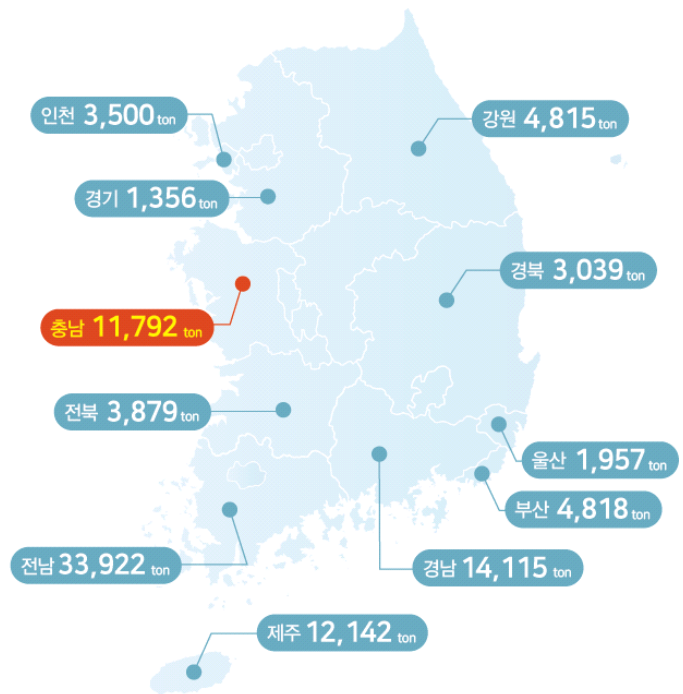 인천 3,500 ton
강원 4,815 ton
경기 1,356 ton
경북 3,039 ton
충남 11,792 ton
전북 3,879 ton
울산 1,957 ton
부산 4,818 ton
전남 33,922 ton
경남 14,115 ton
제주 12,142 ton